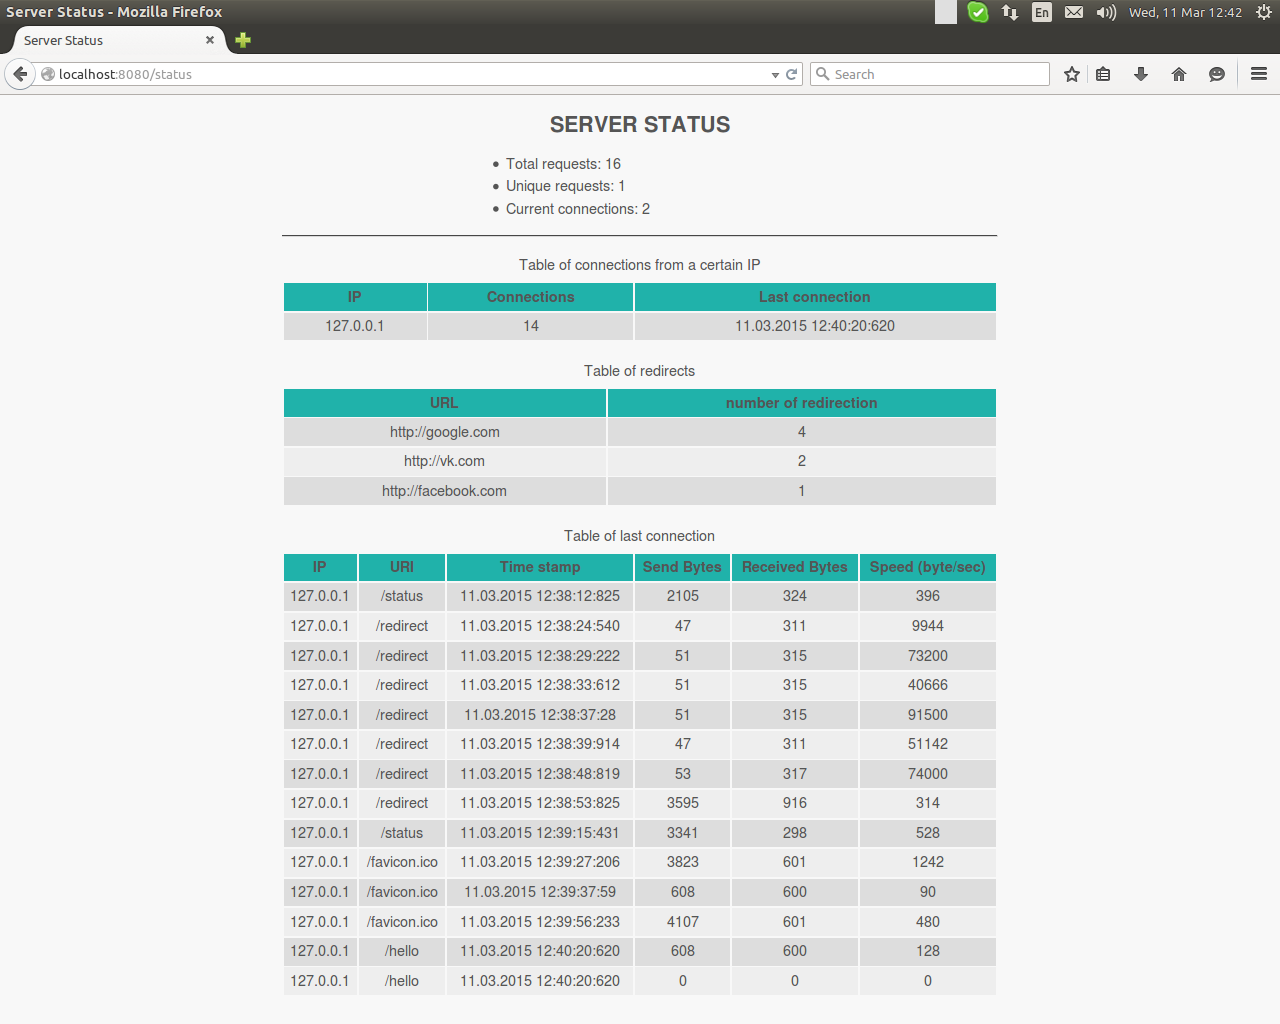 Server Status - Mozilla Firefox
En
Wed, 11 Mar 12:42
Server Status
localhost:8080/status
Search
SERVER STATUS
Total requests: 16
Unique requests: 1
Current connections: 2
Table of connections from a certain IP
IP Connections Last connection
127.0.0.1 14 11.03.2015 12:40:20:620
Table of redirects
URL number of redirection
http://google.com 4
http://vk.com 2
http://facebook.com 1
Table of last connection
IP URI Time stamp Send Bytes Received Bytes Speed (byte/sec)
127.0.0.1 /status 11.03.2015 12:38:12:825 2105 324 396
127.0.0.1 /redirect 11.03.2015 12:38:24:540 47 311 9944
127.0.0.1 /redirect 11.03.2015 12:38:29:222 51 315 73200
127.0.0.1 /redirect 11.03.2015 12:38:33:612 51 315 40666
127.0.0.1 /redirect 11.03.2015 12:38:37:28 51 315 91500
127.0.0.1 /redirect 11.03.2015 12:38:39:914 47 311 51142
127.0.0.1 /redirect 11.03.2015 12:38:48:819 53 317 74000
127.0.0.1 /redirect 11.03.2015 12:38:53:825 3595 916 314
127.0.0.1 /status 11.03.2015 12:39:15:431 3341 298 528
127.0.0.1 /favicon.ico 11.03.2015 12:39:27:206 3823 601 1242
127.0.0.1 /favicon.ico 11.03.2015 12:39:37:59 608 600 90
127.0.0.1 /favicon.ico 11.03.2015 12:39:56:233 4107 601 480
127.0.0.1 /hello 11.03.2015 12:40:20:620 608 600 128
127.0.0.1 /hello 11.03.2015 12:40:20:620 0 0 0